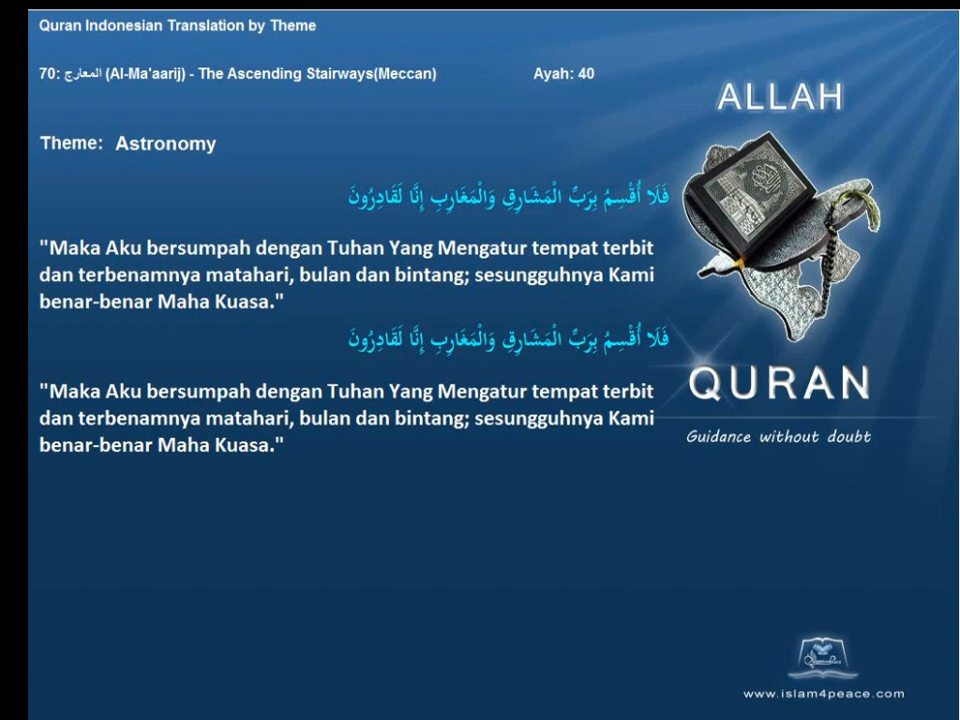 Quran Indonesian Translation by Theme
70: المعارج (Al-Ma'aarij) - The Ascending Stairways(Meccan) Ayah: 40
ALLAH
Theme: Astronomy
فَلَا أُقْسِمُ بِرَبِّ الْمَشَارِقِ وَالْمَغَارِبِ إِنَّا لَقَادِرُونَ
"Maka Aku bersumpah dengan Tuhan Yang Mengatur tempat terbit
dan terbenamnya matahari, bulan dan bintang; sesungguhnya Kami
benar-benar Maha Kuasa."
فَلَا أُقْسِمُ بِرَبِّ الْمَشَارِقِ وَالْمَغَارِبِ إِنَّا لَقَادِرُونَ
"Maka Aku bersumpah dengan Tuhan Yang Mengatur tempat terbit
dan terbenamnya matahari, bulan dan bintang; sesungguhnya Kami
benar-benar Maha Kuasa."
QURAN
Guidance without doubt
www.islam4peace.com